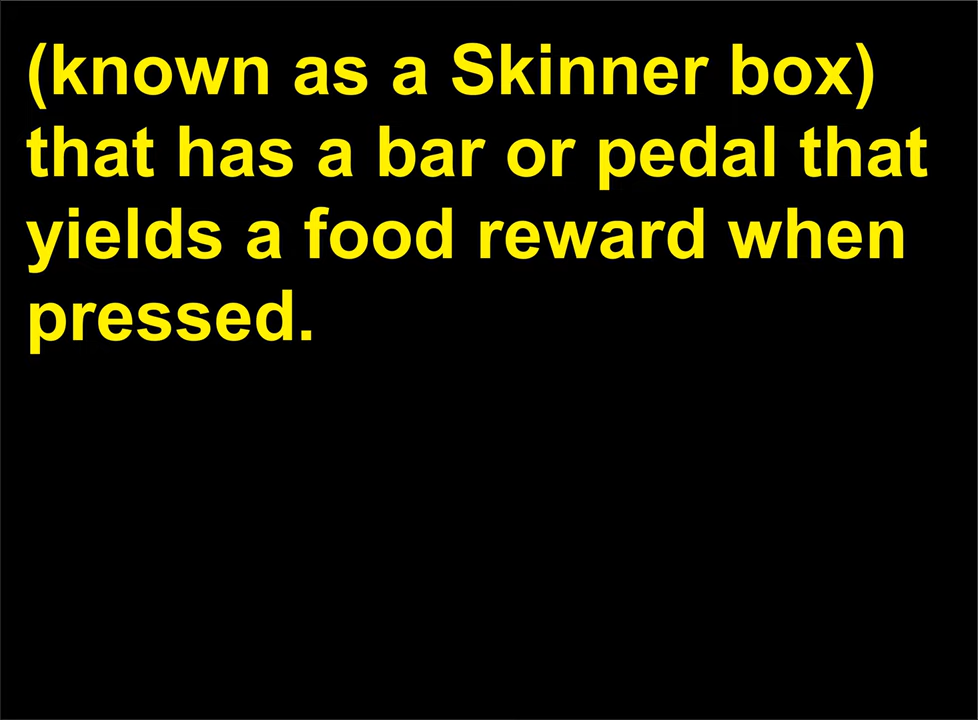 (known as a Skinner box)
that has a bar or pedal that
yields a food reward when
pressed.